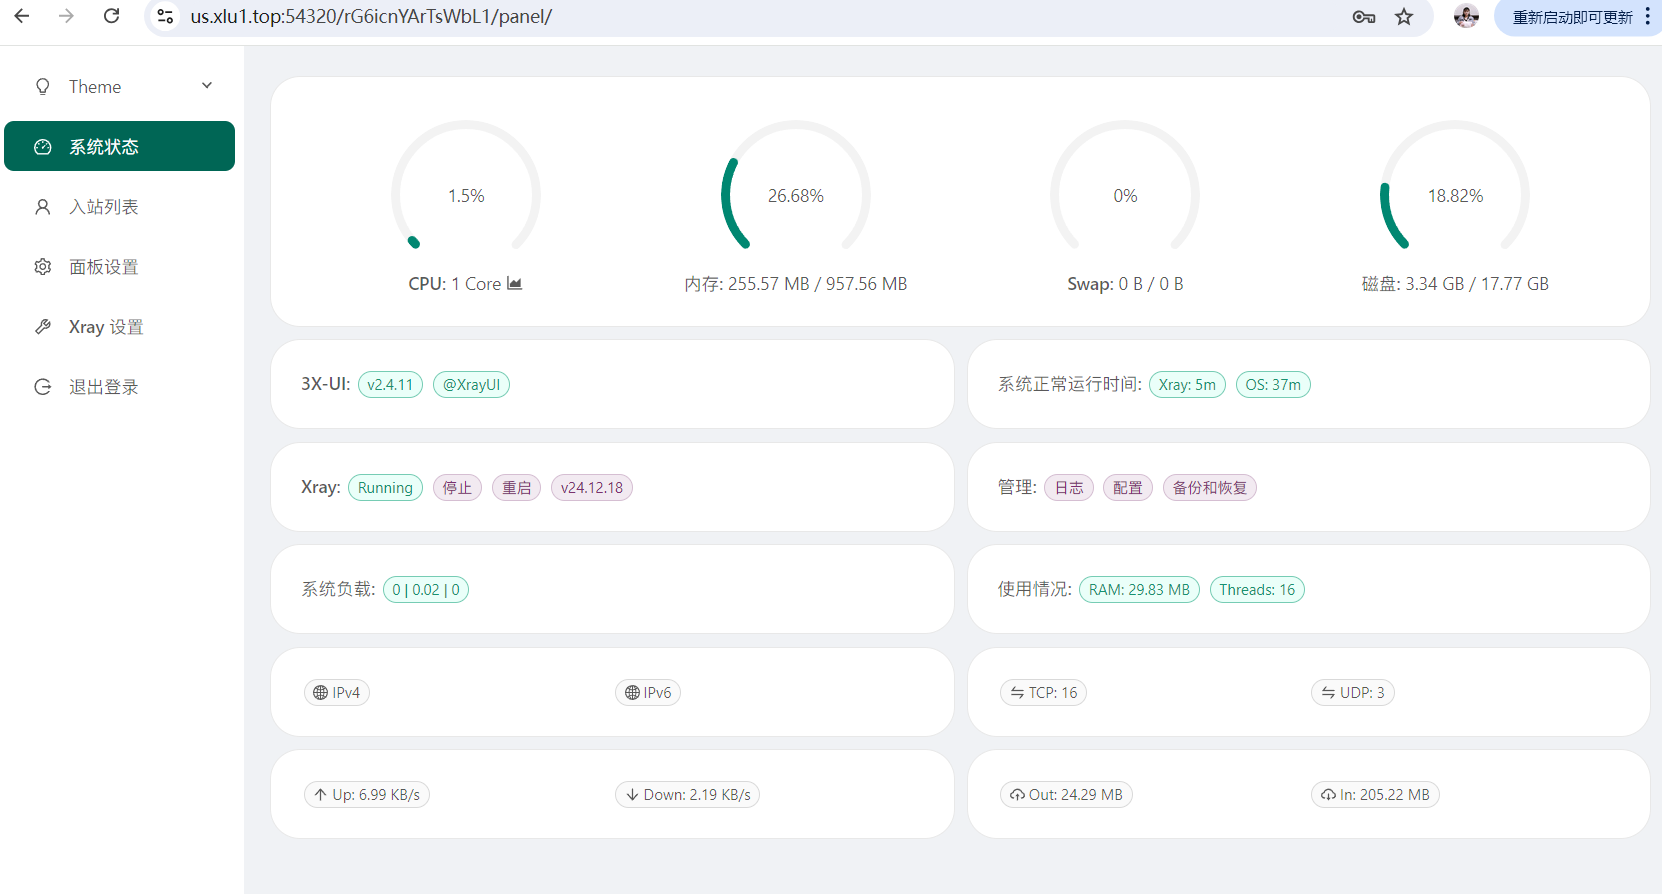 us.xlu1.top:54320/rG6icnYArTsWbL1/panel/
重新启动即可更新
Theme
系统状态
入站列表
面板设置
Xray 设置
退出登录
1.5%
26.68%
0%
18.82%
CPU: 1 Core
内存: 255.57 MB / 957.56 MB
Swap: 0 B / 0 B
磁盘: 3.34 GB / 17.77 GB
3X-UI: v2.4.11 @XrayUI
系统正常运行时间: Xray: 5m OS: 37m
Xray: Running 停止 重启 v24.12.18
管理: 日志 配置 备份和恢复
系统负载: 0 | 0.02 | 0
使用情况: RAM: 29.83 MB Threads: 16
IPv4 IPv6
TCP: 16 UDP: 3
Up: 6.99 KB/s Down: 2.19 KB/s
Out: 24.29 MB In: 205.22 MB